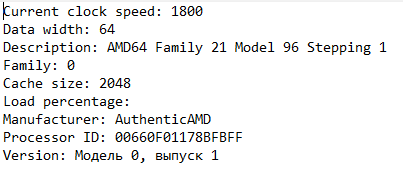 Current clock speed: 1800
Data width: 64
Description: AMD64 Family 21 Model 96 Stepping 1
Family: 0
Cache size: 2048
Load percentage:
Manufacturer: AuthenticAMD
Processor ID: 00660F01178BFBFF
Version: Модель 0, выпуск 1